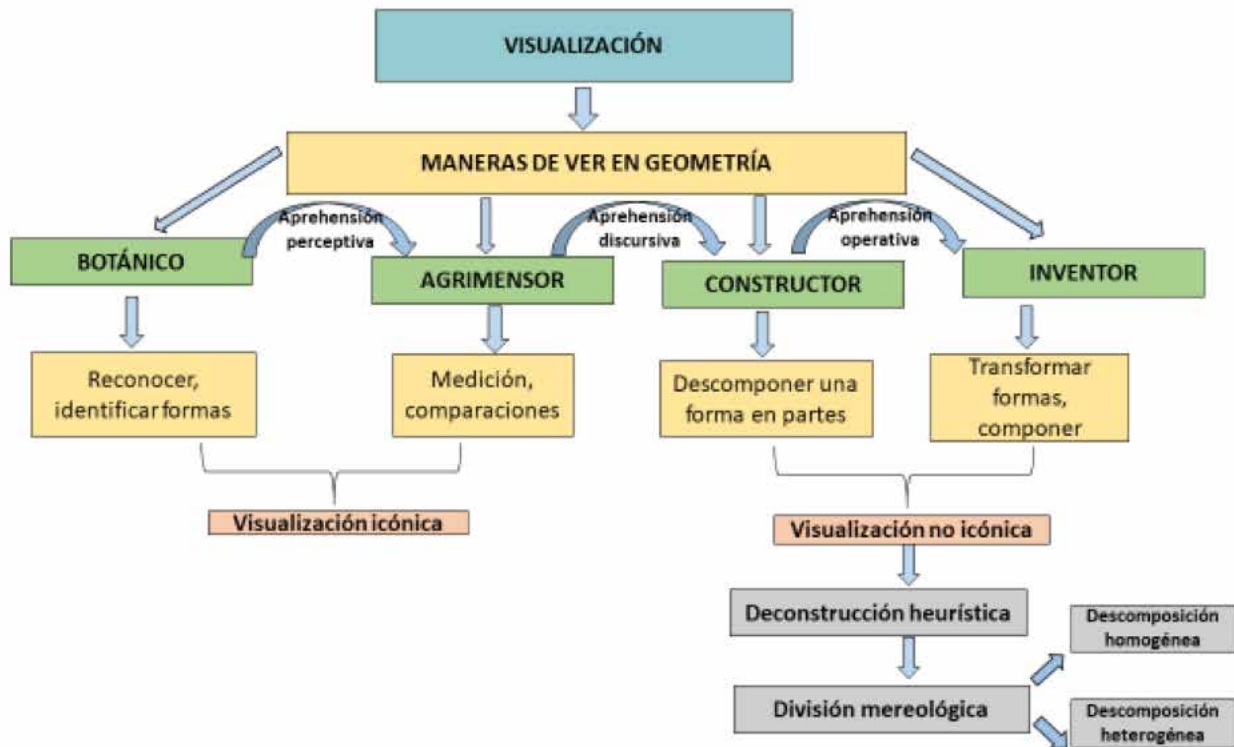 VISUALIZACIÓN
MANERAS DE VER EN GEOMETRÍA
Aprehensión
perceptiva
Aprehensión
discursiva
Aprehensión
operativa
BOTÁNICO
AGRIMENSOR
CONSTRUCTOR
INVENTOR
Reconocer,
identificar formas
Medición,
comparaciones
Descomponer una
forma en partes
Transformar
formas,
componer
Visualización icónica
Visualización no icónica
Deconstrucción heurística
Descomposición
homogénea
División mereológica
Descomposición
heterogénea